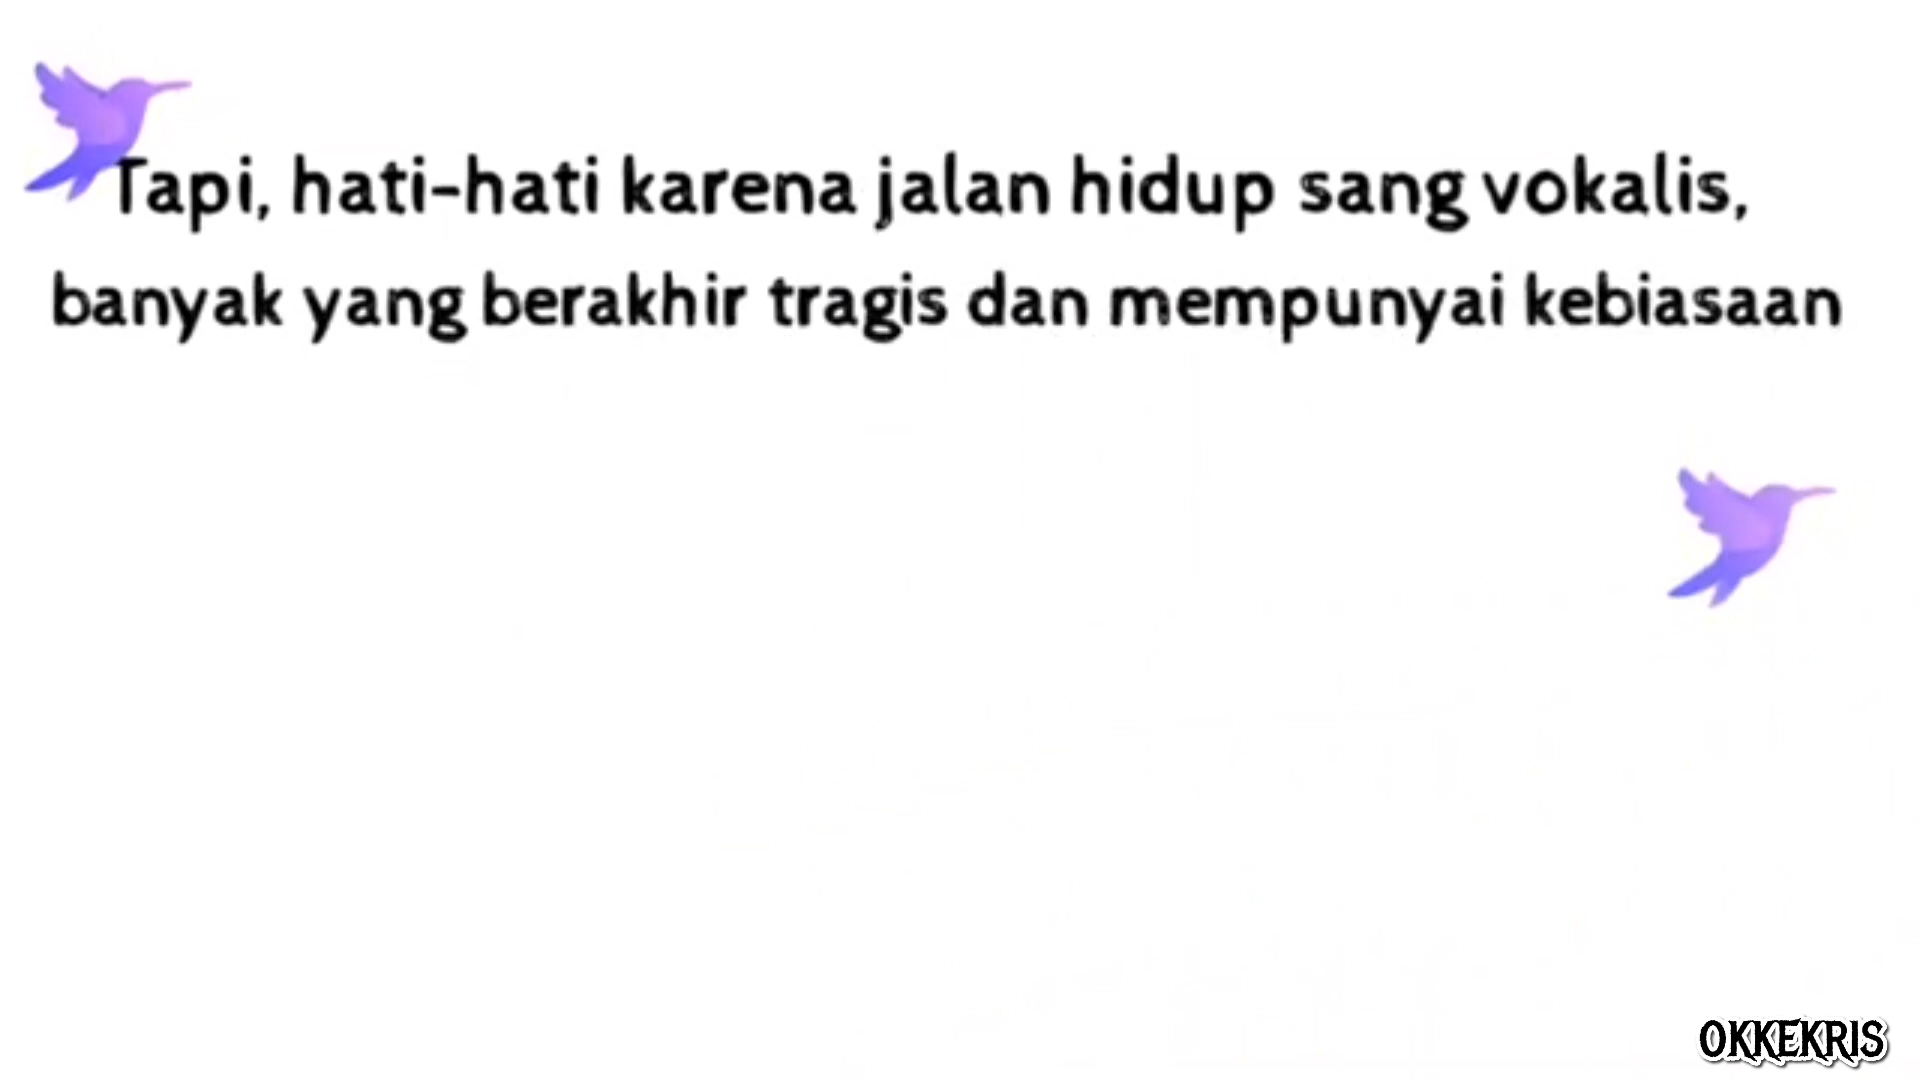 Tapi, hati-hati karena jalan hidup sang vokalis,
banyak yang berakhir tragis dan mempunyai kebiasaan
OKKEKRIS